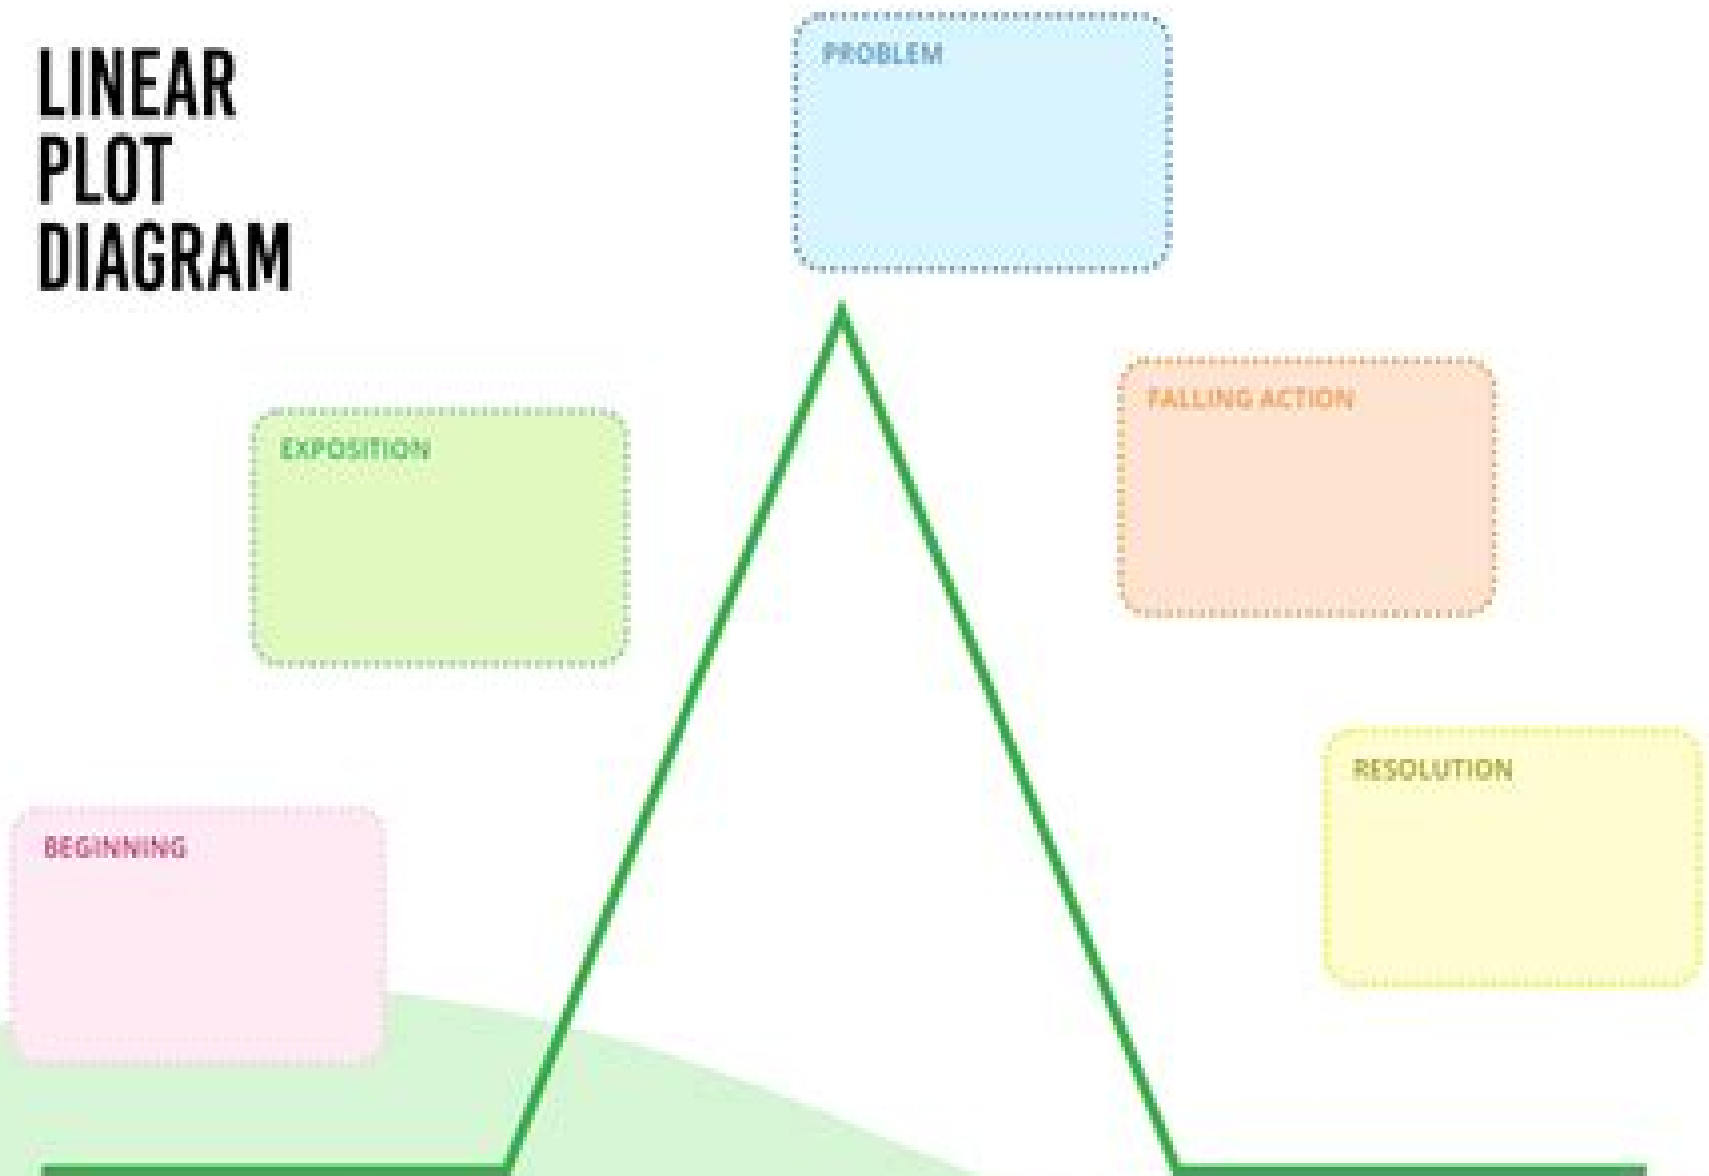 LINEAR
PLOT
DIAGRAM
PROBLEM
EXPOSITION
FALLING ACTION
BEGINNING
RESOLUTION